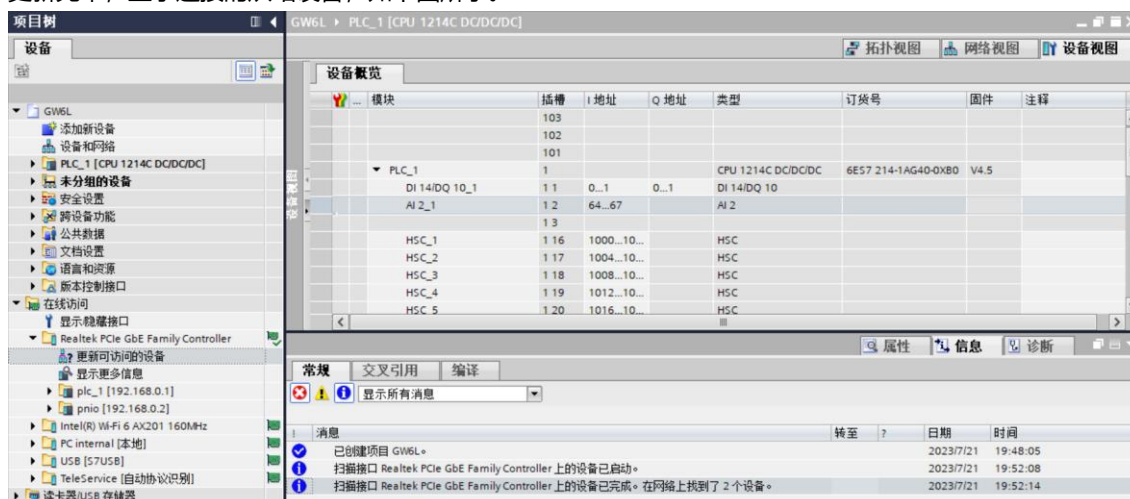 项目树
GW6L ▸ PLC_1 [CPU 1214C DC/DC/DC]
设备
拓扑视图 网络视图 设备视图
设备概览
... 模块 插槽 I 地址 Q 地址 类型 订货号 固件 注释
103
102
101
PLC_1 1 CPU 1214C DC/DC/DC 6ES7 214-1AG40-0XB0 V4.5
DI 14/DQ 10_1 1 1 0...1 0...1 DI 14/DQ 10
AI 2_1 1 2 64...67 AI 2
1 3
HSC_1 1 16 1000...10... HSC
HSC_2 1 17 1004...10... HSC
HSC_3 1 18 1008...10... HSC
HSC_4 1 19 1012...10... HSC
HSC_5 1 20 1016...10... HSC
GW6L
添加新设备
设备和网络
PLC_1 [CPU 1214C DC/DC/DC]
未分组的设备
安全设置
跨设备功能
公共数据
文档设置
语言和资源
版本控制接口
在线访问
显示/隐藏接口
Realtek PCIe GbE Family Controller
更新可访问的设备
显示更多信息
plc_1 [192.168.0.1]
pnio [192.168.0.2]
Intel(R) Wi-Fi 6 AX201 160MHz
PC internal [本地]
USB [S7USB]
TeleService [自动协议识别]
读卡器/USB 存储器
属性 信息 诊断
常规 交叉引用 编译
显示所有消息
! 消息 转至 ? 日期 时间
已创建项目 GW6L。 2023/7/21 19:48:05
扫描接口 Realtek PCIe GbE Family Controller 上的设备已启动。 2023/7/21 19:52:08
扫描接口 Realtek PCIe GbE Family Controller 上的设备已完成。在网络上找到了 2 个设备。 2023/7/21 19:52:14